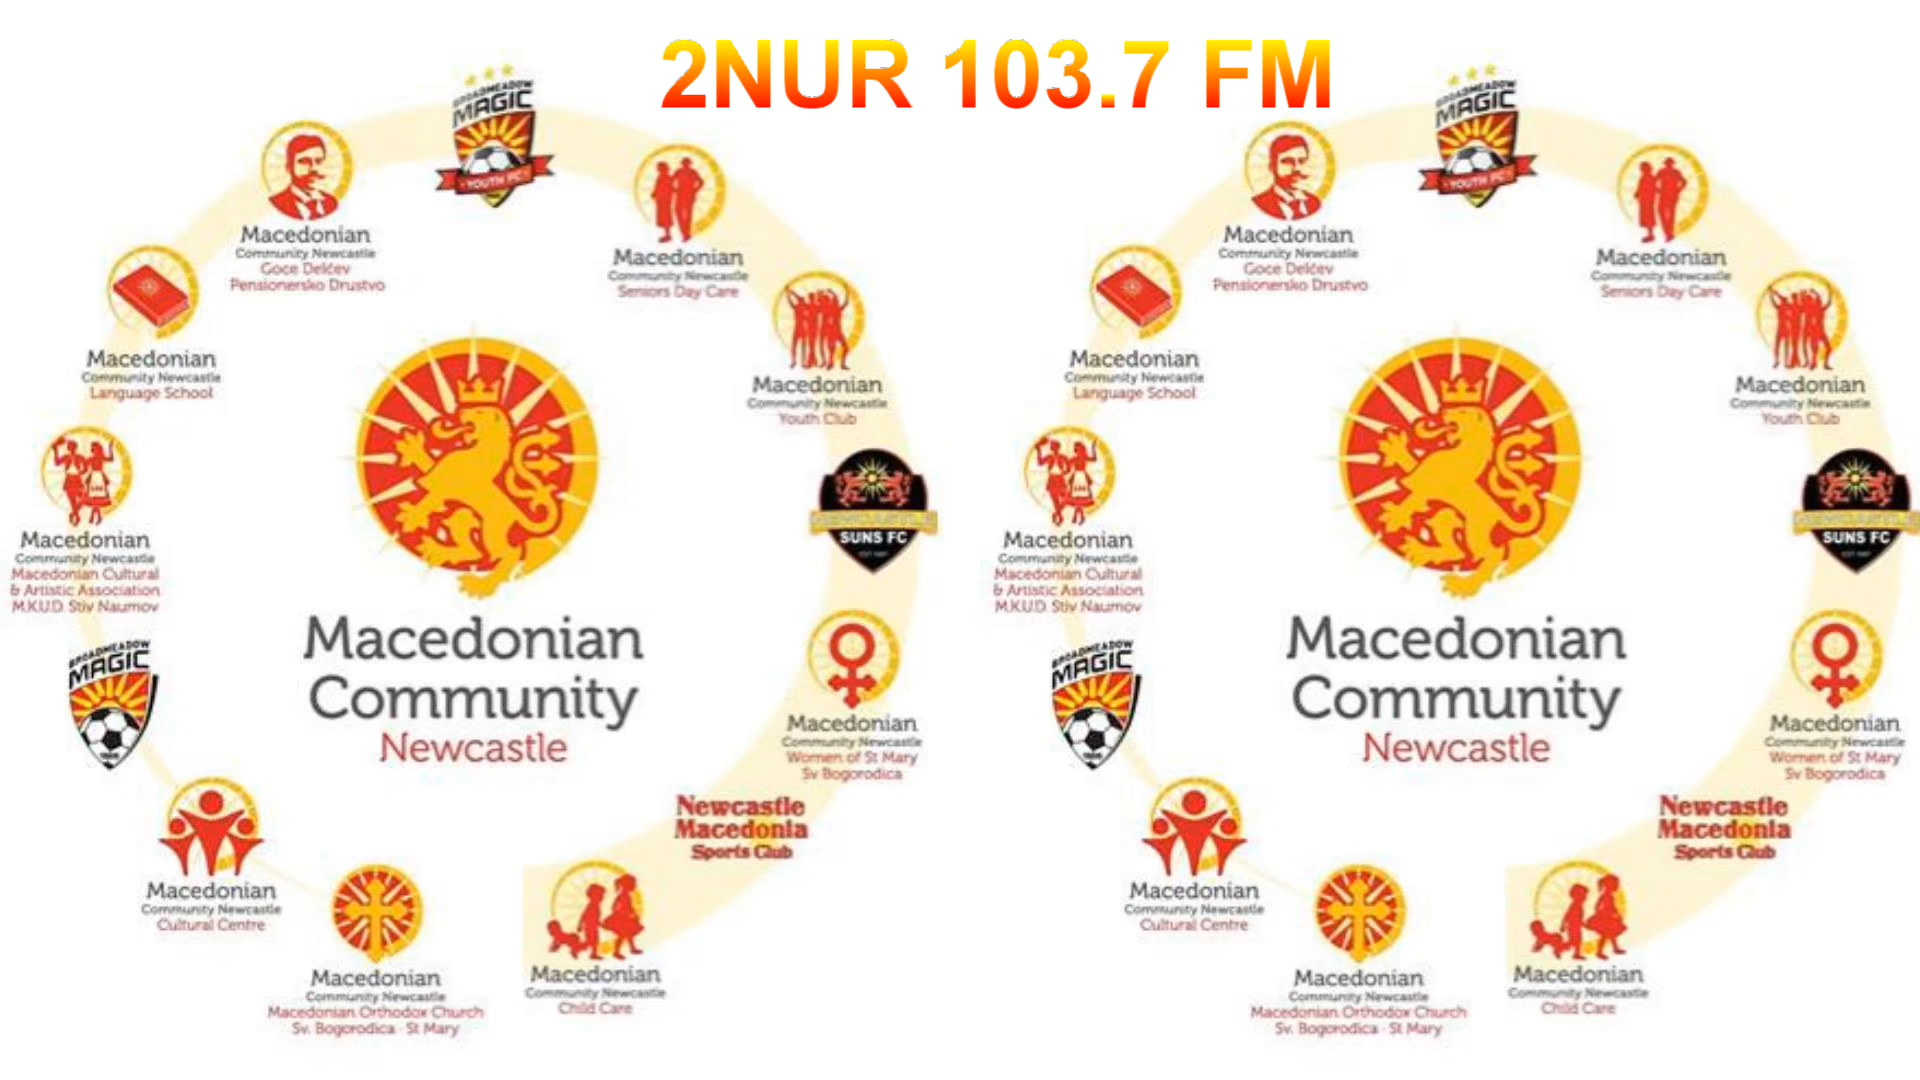 2NUR 103.7 FM
BROADMEADOW
MAGIC
YOUTH FC
Macedonian
Community Newcastle
Goce Delčev
Pensionersko Drustvo
Macedonian
Community Newcastle
Seniors Day Care
Macedonian
Community Newcastle
Language School
Macedonian
Community Newcastle
Youth Club
Macedonian
Community Newcastle
Macedonian Cultural
& Artistic Association
M.K.U.D. Stiv Naumov
NEWCASTLE
SUNS FC
Macedonian
Community
Newcastle
BROADMEADOW
MAGIC
Macedonian
Community Newcastle
Women of St Mary
Sv Bogorodica
Newcastle
Macedonia
Sports Club
Macedonian
Community Newcastle
Cultural Centre
Macedonian
Community Newcastle
Macedonian Orthodox Church
Sv. Bogorodica - St Mary
Macedonian
Community Newcastle
Child Care
BROADMEADOW
MAGIC
YOUTH FC
Macedonian
Community Newcastle
Goce Delčev
Pensionersko Drustvo
Macedonian
Community Newcastle
Seniors Day Care
Macedonian
Community Newcastle
Language School
Macedonian
Community Newcastle
Youth Club
Macedonian
Community Newcastle
Macedonian Cultural
& Artistic Association
M.K.U.D. Stiv Naumov
NEWCASTLE
SUNS FC
Macedonian
Community
Newcastle
BROADMEADOW
MAGIC
Macedonian
Community Newcastle
Women of St Mary
Sv Bogorodica
Newcastle
Macedonia
Sports Club
Macedonian
Community Newcastle
Cultural Centre
Macedonian
Community Newcastle
Macedonian Orthodox Church
Sv. Bogorodica - St Mary
Macedonian
Community Newcastle
Child Care